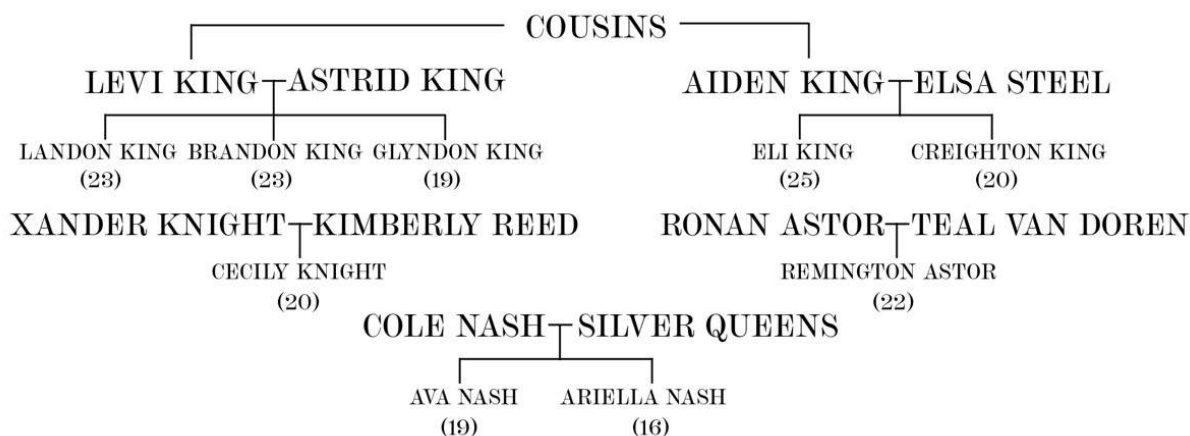 COUSINS
LEVI KING ASTRID KING AIDEN KING ELSA STEEL
LANDON KING BRANDON KING GLYNDON KING ELI KING CREIGHTON KING
(23) (23) (19) (25) (20)
XANDER KNIGHT KIMBERLY REED RONAN ASTOR TEAL VAN DOREN
CECILY KNIGHT REMINGTON ASTOR
(20) (22)
COLE NASH SILVER QUEENS
AVA NASH ARIELLA NASH
(19) (16)